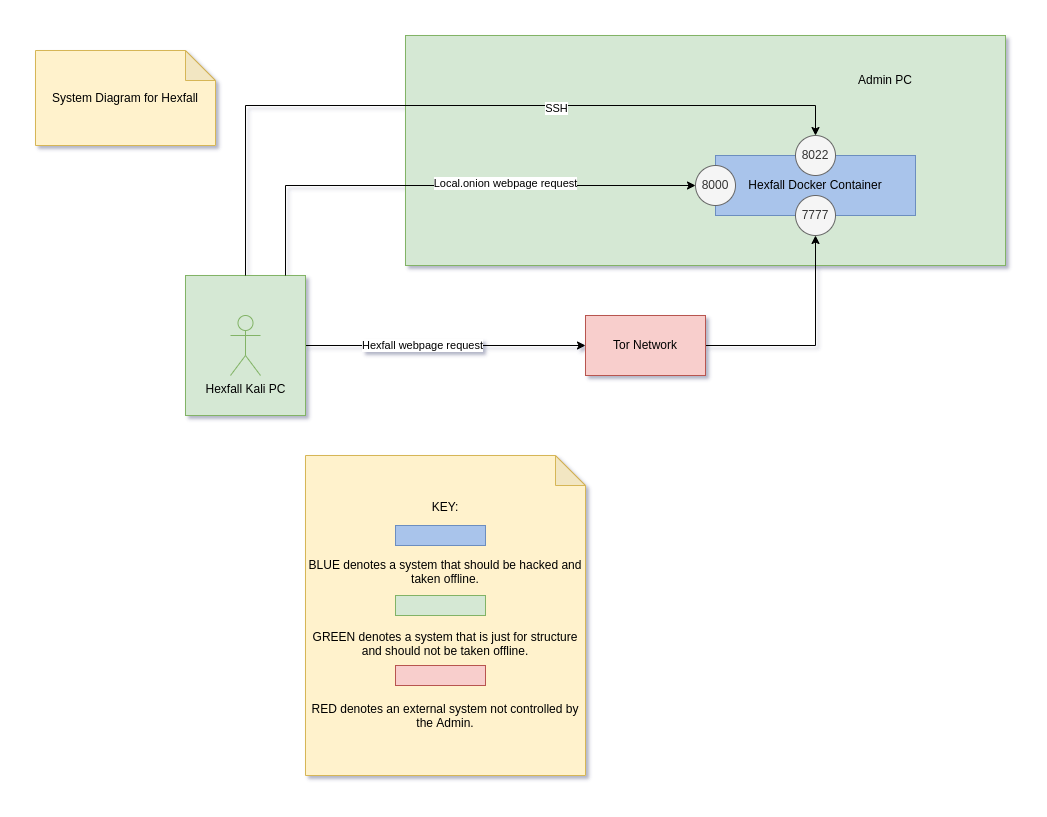 System Diagram for Hexfall
Admin PC
SSH
8022
Local.onion webpage request
8000
Hexfall Docker Container
7777
Hexfall webpage request
Tor Network
Hexfall Kali PC
KEY:
BLUE denotes a system that should be hacked and
taken offline.
GREEN denotes a system that is just for structure
and should not be taken offline.
RED denotes an external system not controlled by
the Admin.